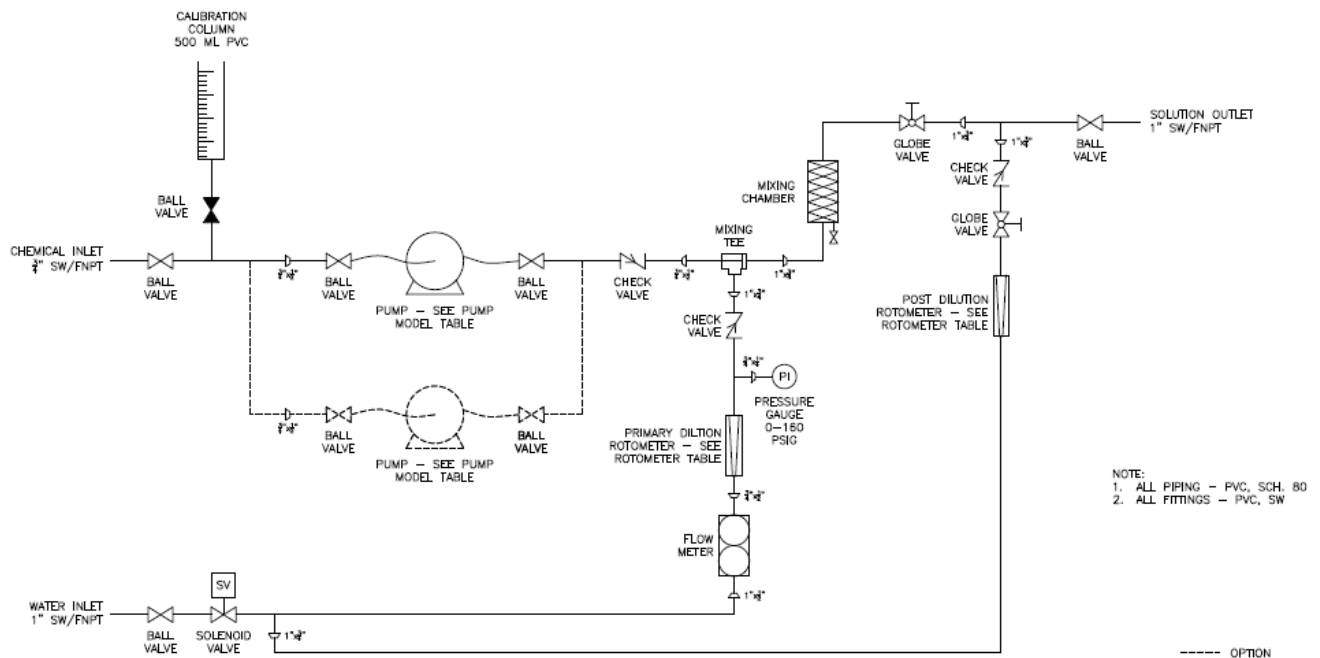 CALIBRATION
COLUMN
500 ML PVC
BALL
VALVE
CHEMICAL INLET
¾" SW/FNPT
BALL
VALVE
BALL
VALVE
PUMP – SEE PUMP
MODEL TABLE
BALL
VALVE
CHECK
VALVE
MIXING
TEE
MIXING
CHAMBER
GLOBE
VALVE
SOLUTION OUTLET
1" SW/FNPT
BALL
VALVE
CHECK
VALVE
GLOBE
VALVE
POST DILUTION
ROTOMETER – SEE
ROTOMETER TABLE
CHECK
VALVE
PI
PRESSURE
GAUGE
0–160
PSIG
BALL
VALVE
PUMP – SEE PUMP
MODEL TABLE
BALL
VALVE
PRIMARY DILTION
ROTOMETER – SEE
ROTOMETER TABLE
FLOW
METER
NOTE:
1. ALL PIPING – PVC, SCH. 80
2. ALL FITTINGS – PVC, SW
SV
WATER INLET
1" SW/FNPT
BALL
VALVE
SOLENOID
VALVE
OPTION